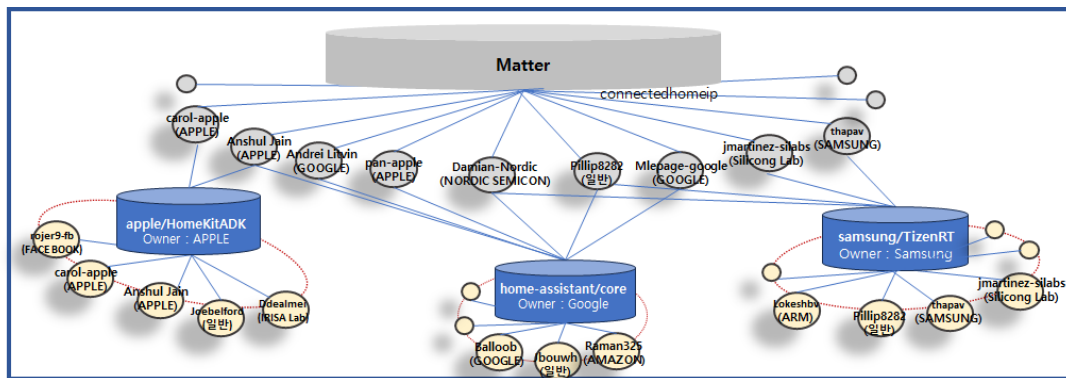 Matter
connectedhomeip
carol-apple
(APPLE)
Anshul Jain
(APPLE)
Andrei Litvin
(GOOGLE)
pan-apple
(APPLE)
Damian-Nordic
(NORDIC SEMICON)
Pillip8282
(일반)
Mlepage-google
(GOOGLE)
jmartinez-silabs
(Silicong Lab)
thapav
(SAMSUNG)
apple/HomeKitADK
Owner : APPLE
rojer9-fb
(FACE BOOK)
carol-apple
(APPLE)
Anshul Jain
(APPLE)
Joebelford
(일반)
Ddealmei
(IRISA Lab)
home-assistant/core
Owner : Google
Balloob
(GOOGLE)
Jbouwh
(일반)
Raman325
(AMAZON)
samsung/TizenRT
Owner : Samsung
Lokeshbv
(ARM)
Pillip8282
(일반)
thapav
(SAMSUNG)
jmartinez-silabs
(Silicong Lab)